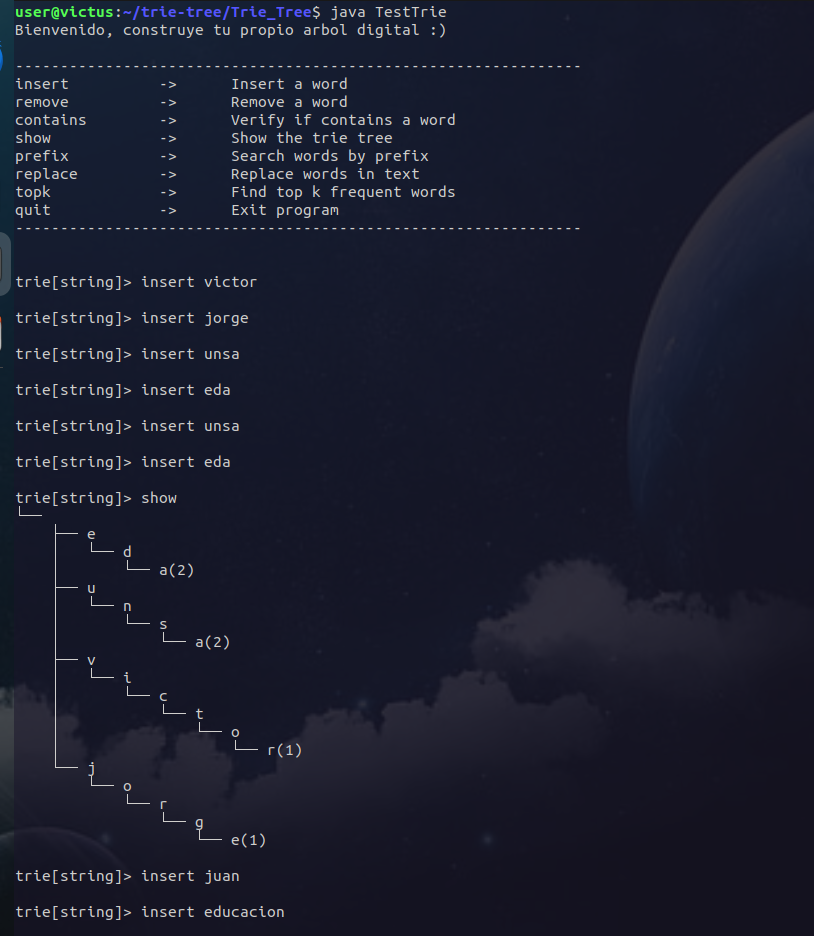 user@victus:~/trie-tree/Trie_Tree$ java TestTrie
Bienvenido, construye tu propio arbol digital :)
---------------------------------------------------------------
insert          ->      Insert a word
remove          ->      Remove a word
contains        ->      Verify if contains a word
show            ->      Show the trie tree
prefix          ->      Search words by prefix
replace         ->      Replace words in text
topk            ->      Find top k frequent words
quit            ->      Exit program
---------------------------------------------------------------
trie[string]> insert victor
trie[string]> insert jorge
trie[string]> insert unsa
trie[string]> insert eda
trie[string]> insert unsa
trie[string]> insert eda
trie[string]> show
└──
    ├── e
    │   └── d
    │       └── a(2)
    ├── u
    │   └── n
    │       └── s
    │           └── a(2)
    ├── v
    │   └── i
    │       └── c
    │           └── t
    │               └── o
    │                   └── r(1)
    └── j
        └── o
            └── r
                └── g
                    └── e(1)
trie[string]> insert juan
trie[string]> insert educacion